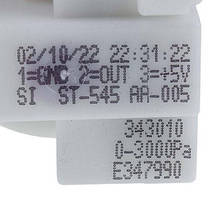 02/10/22 22:31:22
1=GND 2=OUT 3=+5V
SI ST-545 AA-005
343010
0-3000Pa
E347990